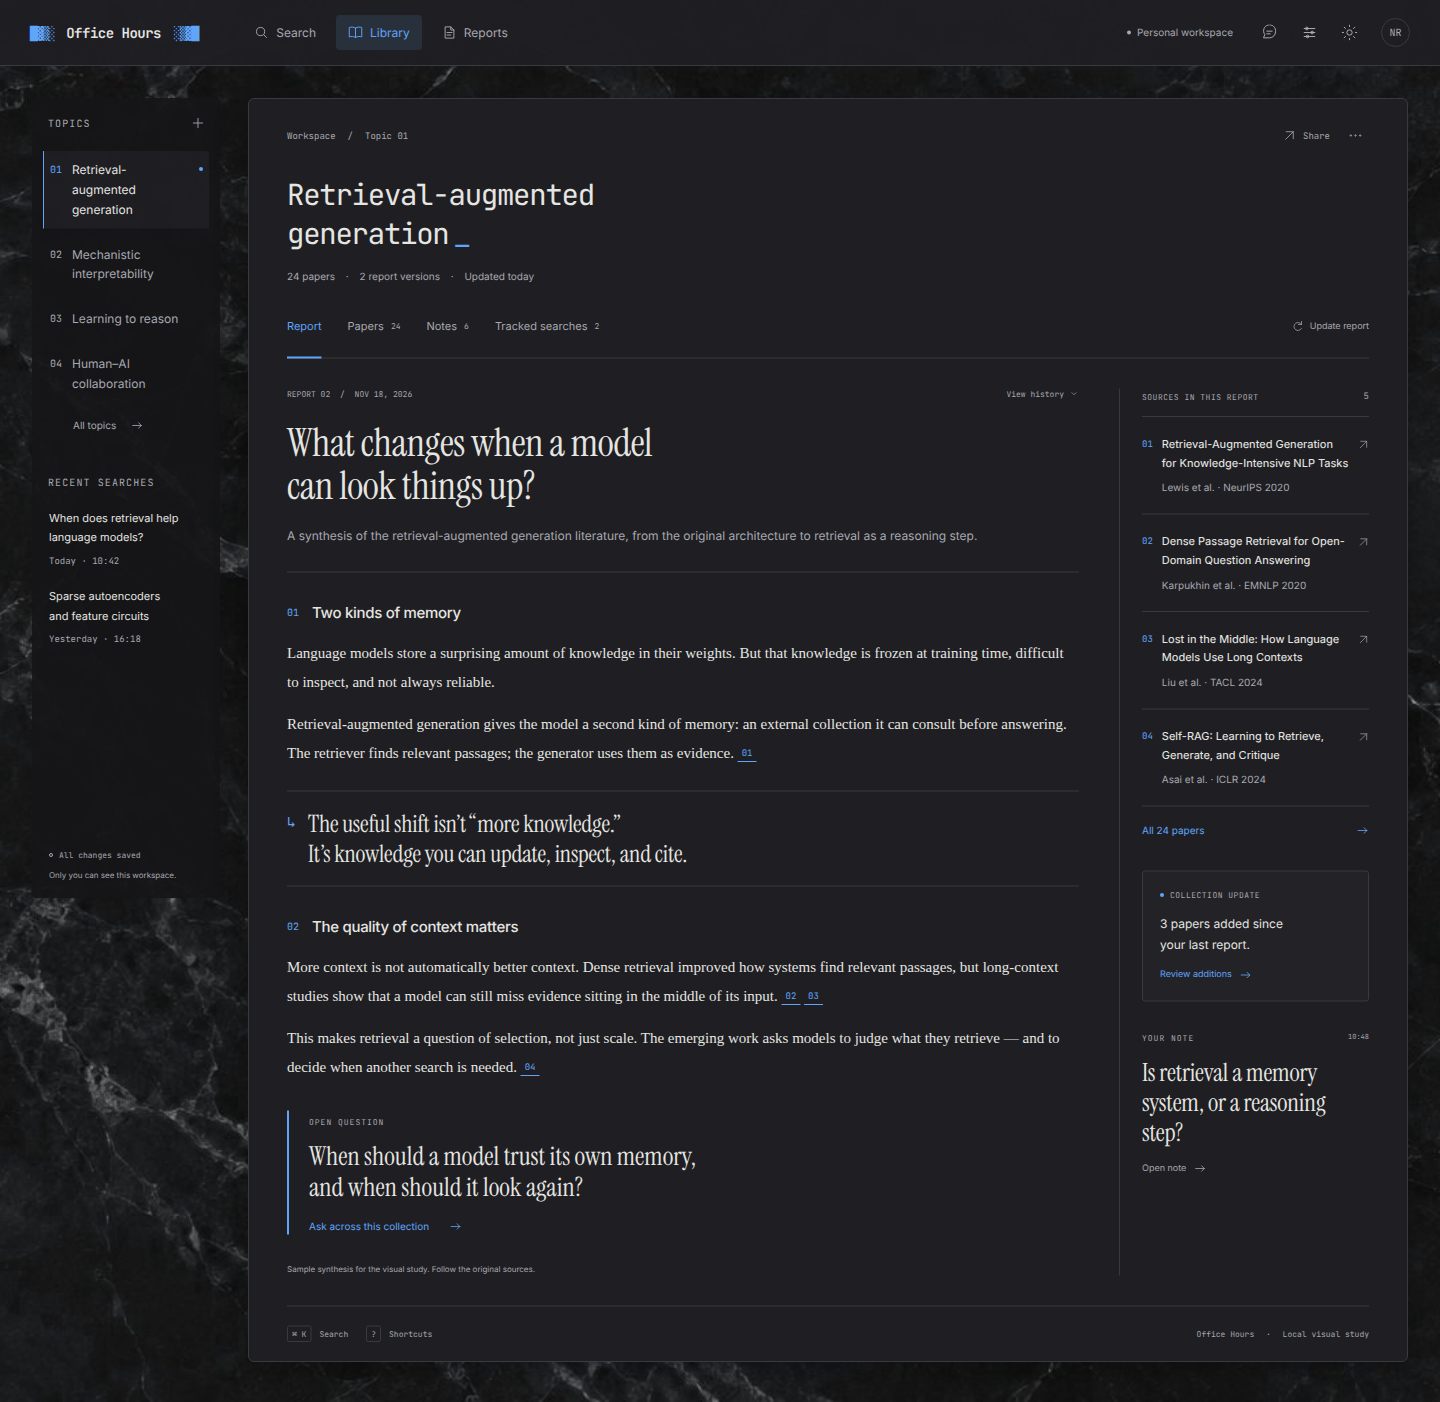 Office Hours
Search
Library
Reports
Personal workspace
NR
TOPICS
01 Retrieval-
augmented
generation
02 Mechanistic
interpretability
03 Learning to reason
04 Human–AI
collaboration
All topics →
RECENT SEARCHES
When does retrieval help
language models?
Today · 10:42
Sparse autoencoders
and feature circuits
Yesterday · 16:18
All changes saved
Only you can see this workspace.
Workspace / Topic 01
Share
Retrieval-augmented
generation_
24 papers · 2 report versions · Updated today
Report
Papers 24
Notes 6
Tracked searches 2
Update report
REPORT 02 / NOV 18, 2026
View history
What changes when a model
can look things up?
A synthesis of the retrieval-augmented generation literature, from the original architecture to retrieval as a reasoning step.
01 Two kinds of memory
Language models store a surprising amount of knowledge in their weights. But that knowledge is frozen at training time, difficult
to inspect, and not always reliable.
Retrieval-augmented generation gives the model a second kind of memory: an external collection it can consult before answering.
The retriever finds relevant passages; the generator uses them as evidence. 01
↳ The useful shift isn’t “more knowledge.”
It’s knowledge you can update, inspect, and cite.
02 The quality of context matters
More context is not automatically better context. Dense retrieval improved how systems find relevant passages, but long-context
studies show that a model can still miss evidence sitting in the middle of its input. 02 03
This makes retrieval a question of selection, not just scale. The emerging work asks models to judge what they retrieve — and to
decide when another search is needed. 04
OPEN QUESTION
When should a model trust its own memory,
and when should it look again?
Ask across this collection →
Sample synthesis for the visual study. Follow the original sources.
SOURCES IN THIS REPORT 5
01 Retrieval-Augmented Generation
for Knowledge-Intensive NLP Tasks
Lewis et al. · NeurIPS 2020
02 Dense Passage Retrieval for Open-
Domain Question Answering
Karpukhin et al. · EMNLP 2020
03 Lost in the Middle: How Language
Models Use Long Contexts
Liu et al. · TACL 2024
04 Self-RAG: Learning to Retrieve,
Generate, and Critique
Asai et al. · ICLR 2024
All 24 papers →
COLLECTION UPDATE
3 papers added since
your last report.
Review additions →
YOUR NOTE 10:48
Is retrieval a memory
system, or a reasoning
step?
Open note →
⌘ K Search
? Shortcuts
Office Hours · Local visual study